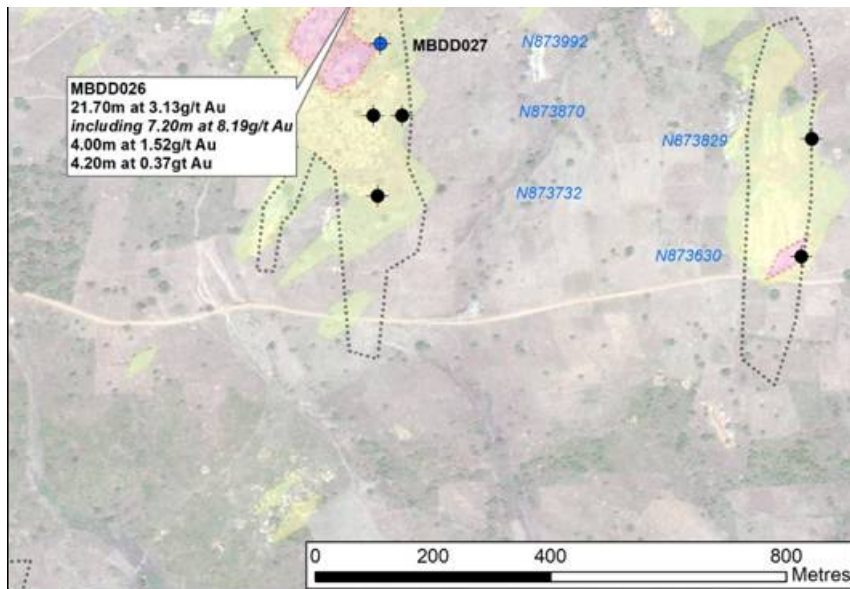 MBDD027
N873992
MBDD026
21.70m at 3.13g/t Au
including 7.20m at 8.19g/t Au
4.00m at 1.52g/t Au
4.20m at 0.37gt Au
N873870
N873829
N873732
N873630
0 200 400 800
Metres